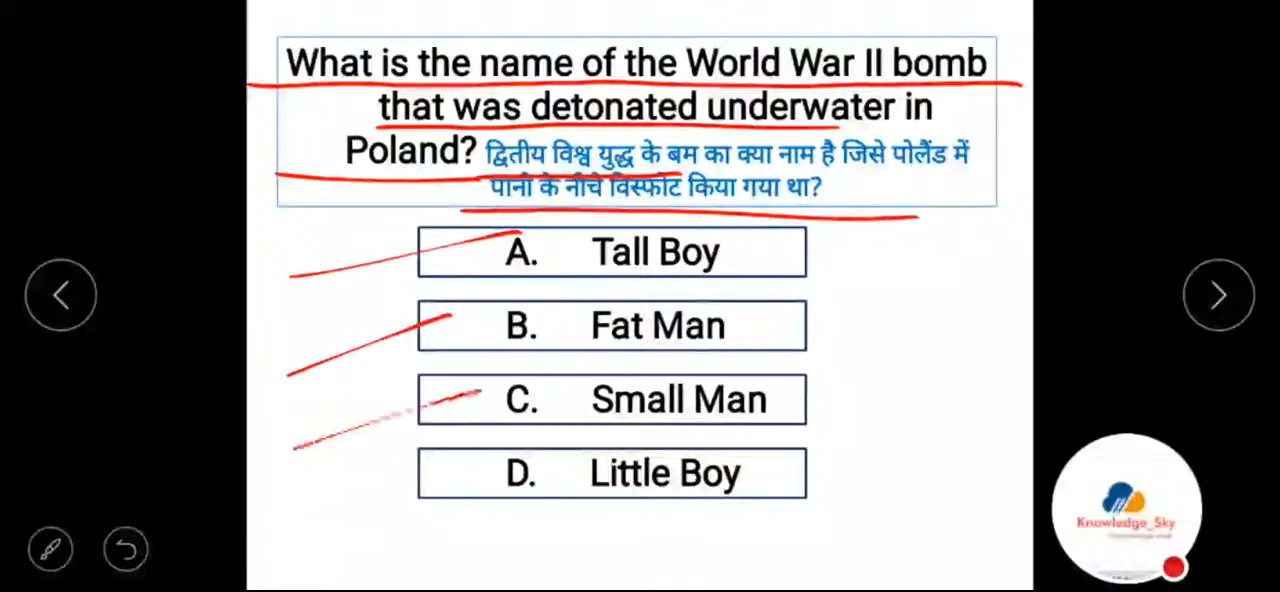 What is the name of the World War II bomb
that was detonated underwater in
Poland? द्वितीय विश्व युद्ध के बम का क्या नाम है जिसे पोलैंड में
पानी के नीचे विस्फोट किया गया था?
A. Tall Boy
B. Fat Man
C. Small Man
D. Little Boy
Knowledge_Sky